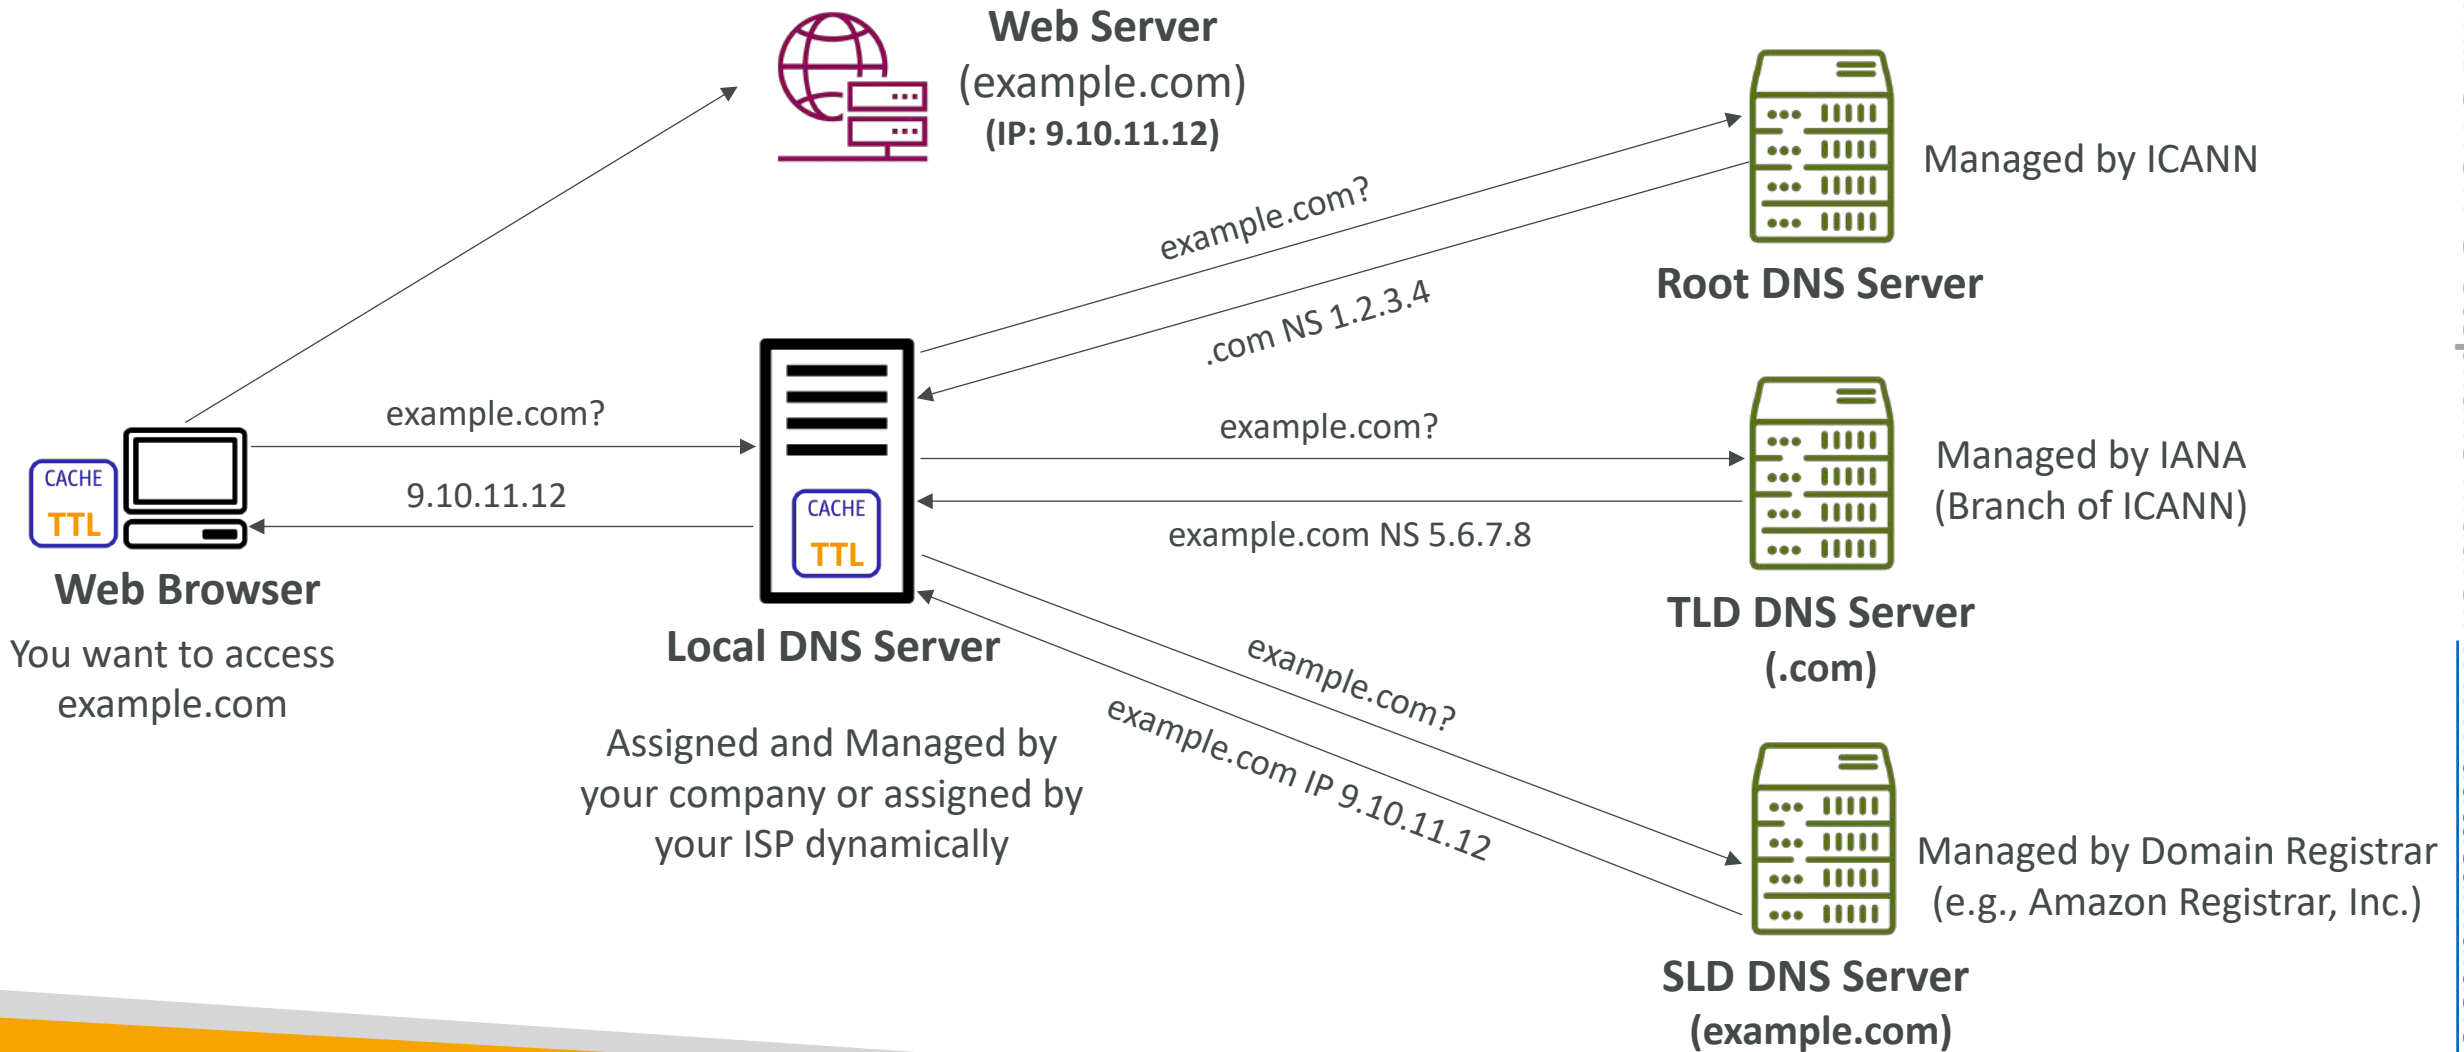 Web Server
(example.com)
(IP: 9.10.11.12)
example.com?
.com NS 1.2.3.4
Managed by ICANN
Root DNS Server
example.com?
9.10.11.12
CACHE
TTL
Web Browser
You want to access
example.com
CACHE
TTL
Local DNS Server
Assigned and Managed by
your company or assigned by
your ISP dynamically
example.com?
example.com NS 5.6.7.8
Managed by IANA
(Branch of ICANN)
TLD DNS Server
(.com)
example.com?
example.com IP 9.10.11.12
Managed by Domain Registrar
(e.g., Amazon Registrar, Inc.)
SLD DNS Server
(example.com)